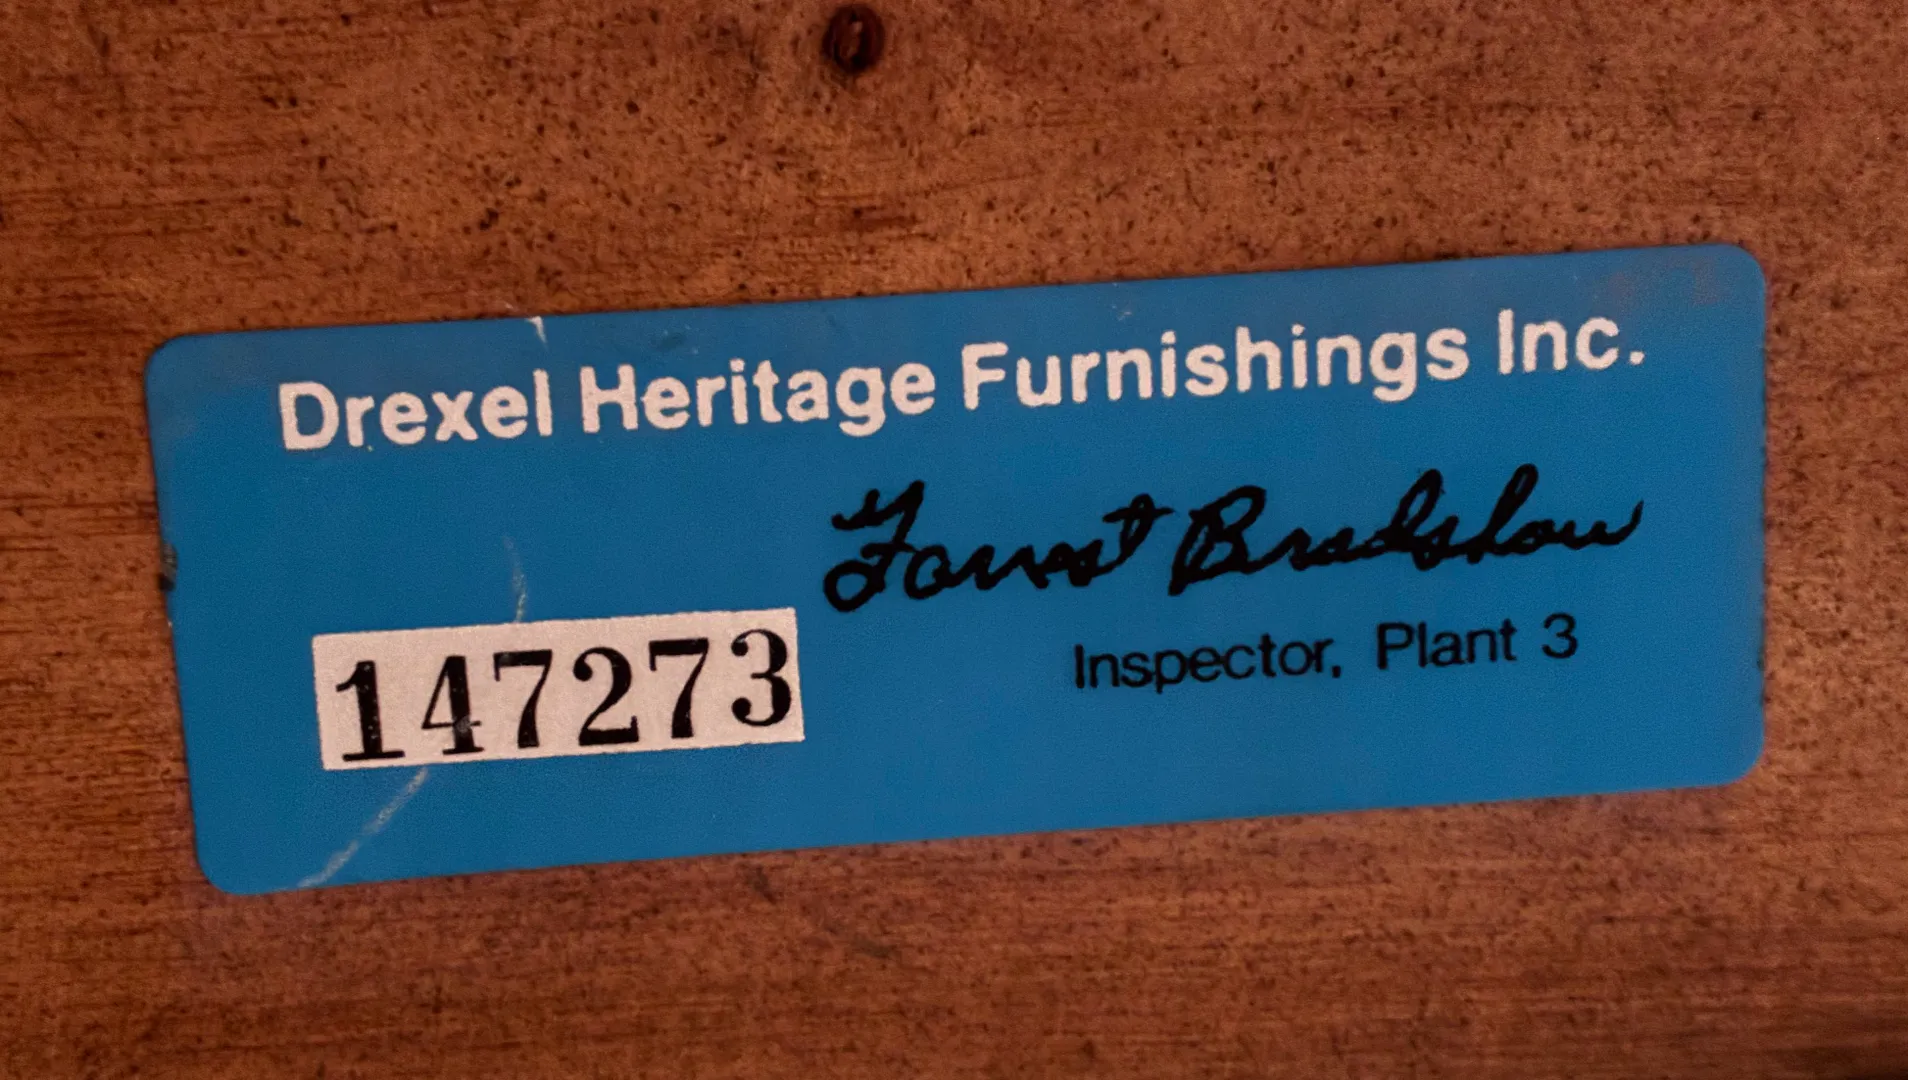 Drexel Heritage Furnishings Inc.
Forrest Bradshaw
147273
Inspector, Plant 3